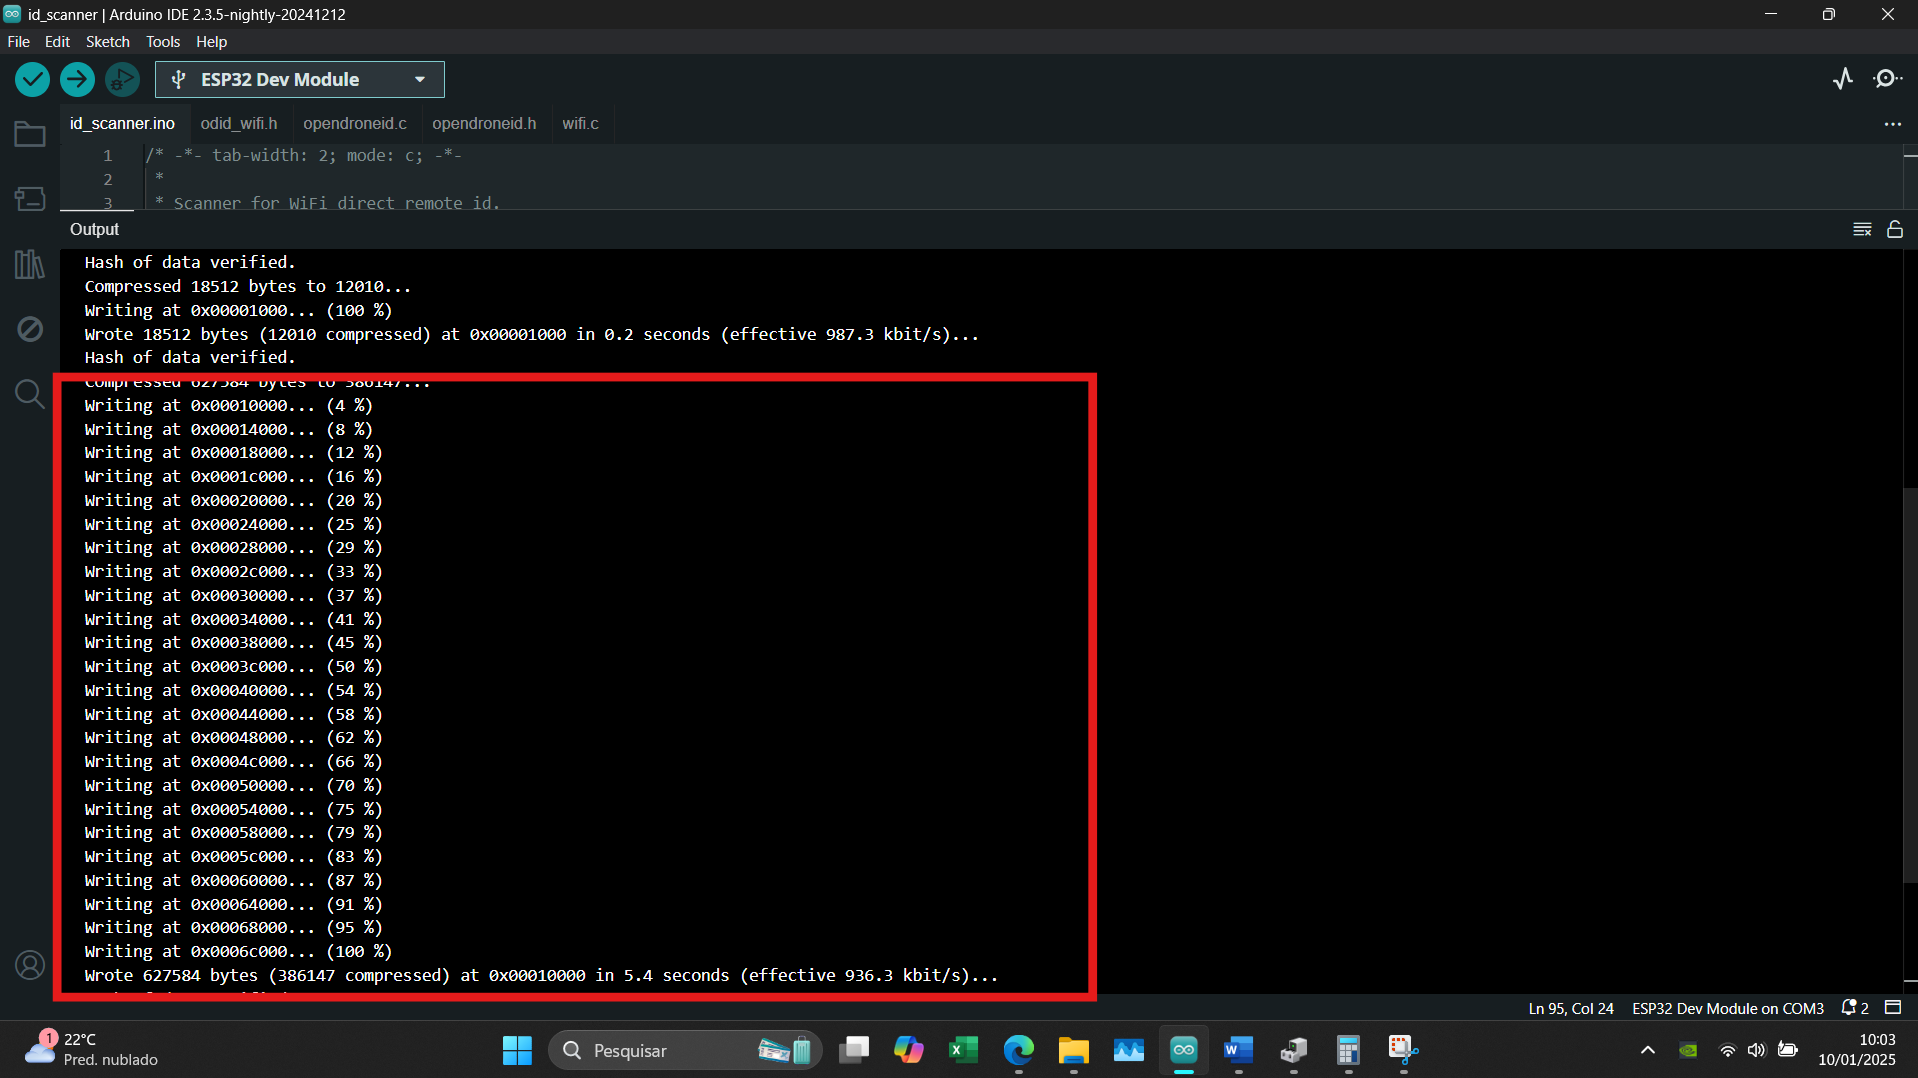 id_scanner | Arduino IDE 2.3.5-nightly-20241212
File Edit Sketch Tools Help
ESP32 Dev Module
id_scanner.ino odid_wifi.h opendroneid.c opendroneid.h wifi.c
1 /* -*- tab-width: 2; mode: c; -*-
2 *
3 * Scanner for WiFi direct remote id.
Output
Hash of data verified.
Compressed 18512 bytes to 12010...
Writing at 0x00001000... (100 %)
Wrote 18512 bytes (12010 compressed) at 0x00001000 in 0.2 seconds (effective 987.3 kbit/s)...
Hash of data verified.
Compressed 627584 bytes to 386147...
Writing at 0x00010000... (4 %)
Writing at 0x00014000... (8 %)
Writing at 0x00018000... (12 %)
Writing at 0x0001c000... (16 %)
Writing at 0x00020000... (20 %)
Writing at 0x00024000... (25 %)
Writing at 0x00028000... (29 %)
Writing at 0x0002c000... (33 %)
Writing at 0x00030000... (37 %)
Writing at 0x00034000... (41 %)
Writing at 0x00038000... (45 %)
Writing at 0x0003c000... (50 %)
Writing at 0x00040000... (54 %)
Writing at 0x00044000... (58 %)
Writing at 0x00048000... (62 %)
Writing at 0x0004c000... (66 %)
Writing at 0x00050000... (70 %)
Writing at 0x00054000... (75 %)
Writing at 0x00058000... (79 %)
Writing at 0x0005c000... (83 %)
Writing at 0x00060000... (87 %)
Writing at 0x00064000... (91 %)
Writing at 0x00068000... (95 %)
Writing at 0x0006c000... (100 %)
Wrote 627584 bytes (386147 compressed) at 0x00010000 in 5.4 seconds (effective 936.3 kbit/s)...
Ln 95, Col 24 ESP32 Dev Module on COM3 2
1 22°C
Pred. nublado
Pesquisar
10:03
10/01/2025